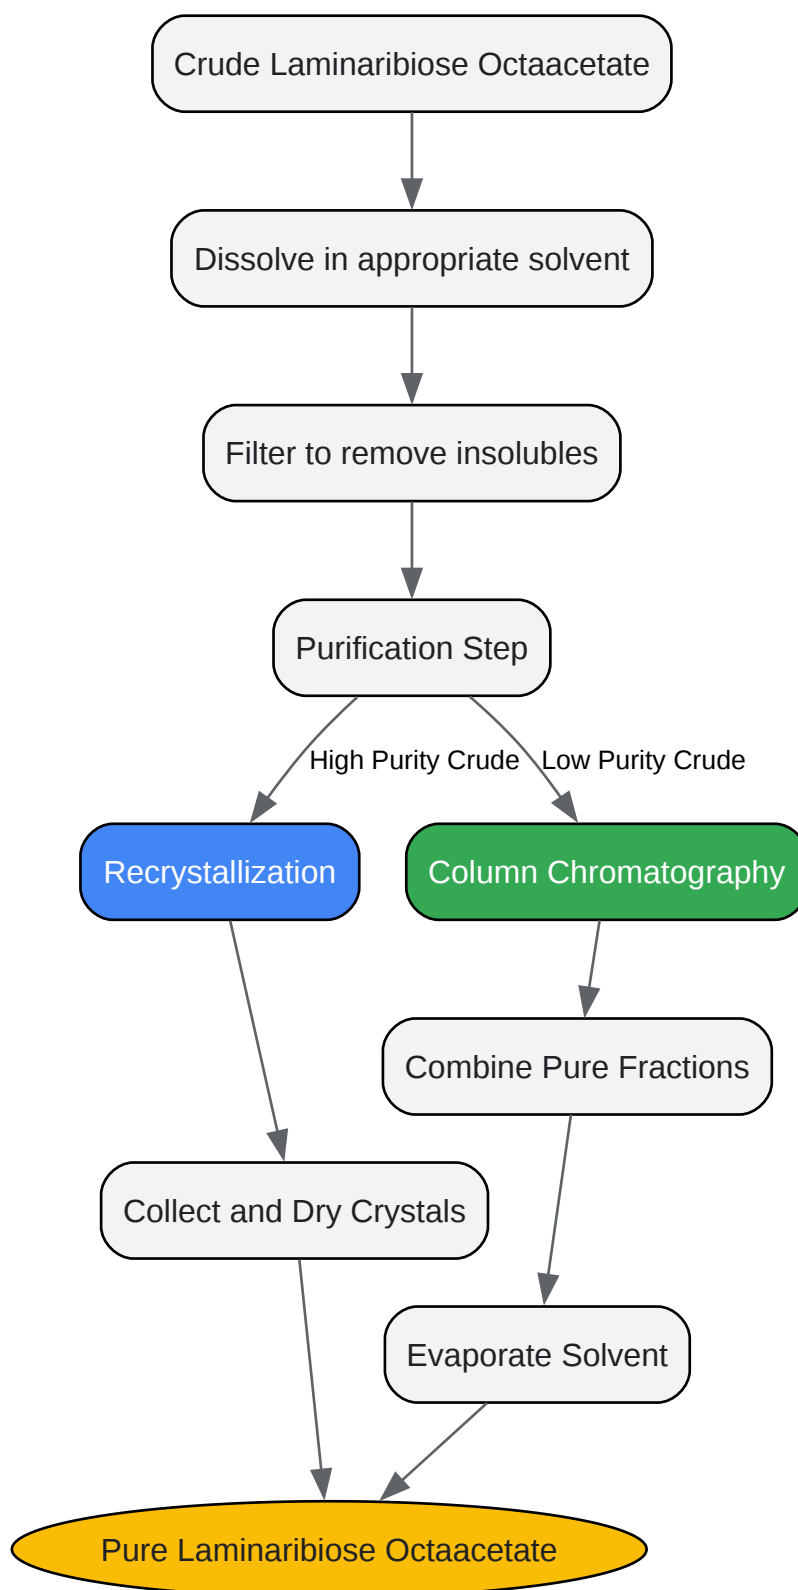 Crude Laminaribiose Octaacetate
Dissolve in appropriate solvent
Filter to remove insolubles
Purification Step
High Purity Crude
Low Purity Crude
Recrystallization
Column Chromatography
Combine Pure Fractions
Collect and Dry Crystals
Evaporate Solvent
Pure Laminaribiose Octaacetate